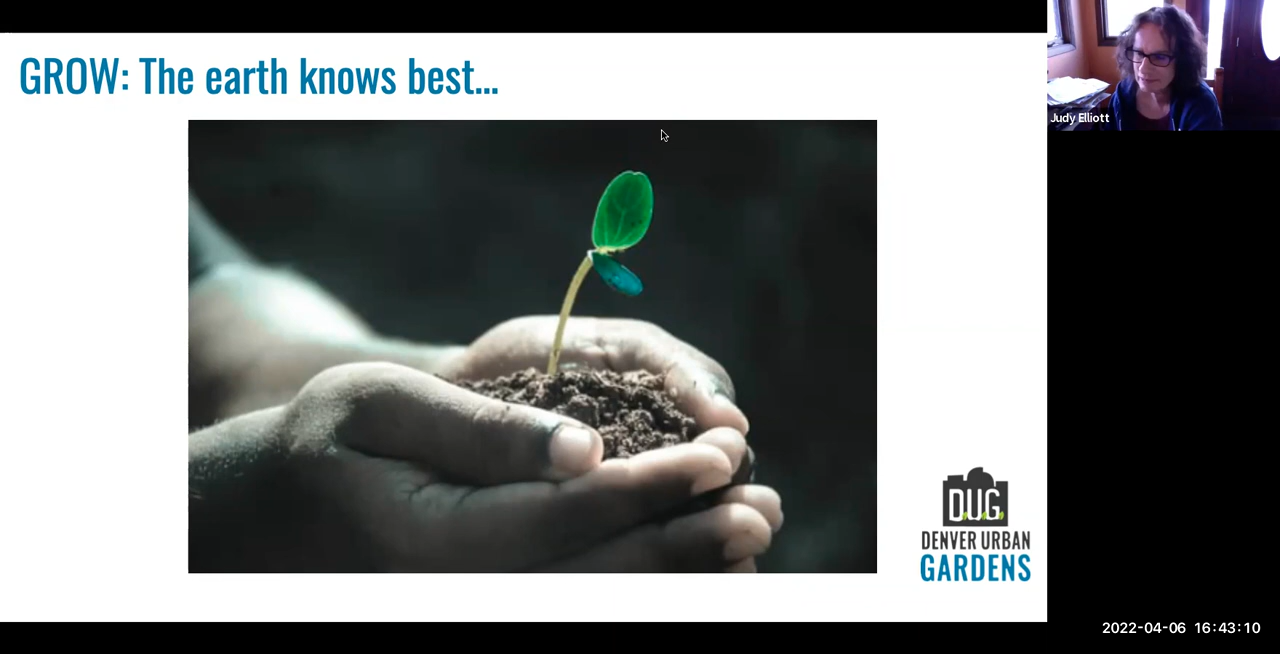 GROW: The earth knows best...
Judy Elliott
DUG
DENVER URBAN
GARDENS
2022-04-06 16:43:10